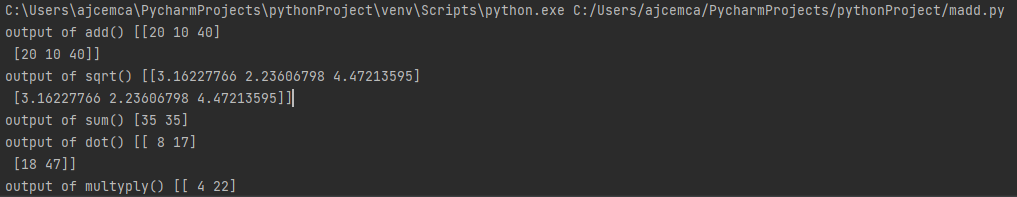 C:\Users\ajcemca\PycharmProjects\pythonProject\venv\Scripts\python.exe C:/Users/ajcemca/PycharmProjects/pythonProject/madd.py
output of add() [[20 10 40]
 [20 10 40]]
output of sqrt() [[3.16227766 2.23606798 4.47213595]
 [3.16227766 2.23606798 4.47213595]]
output of sum() [35 35]
output of dot() [[ 8 17]
 [18 47]]
output of multyply() [[ 4 22]